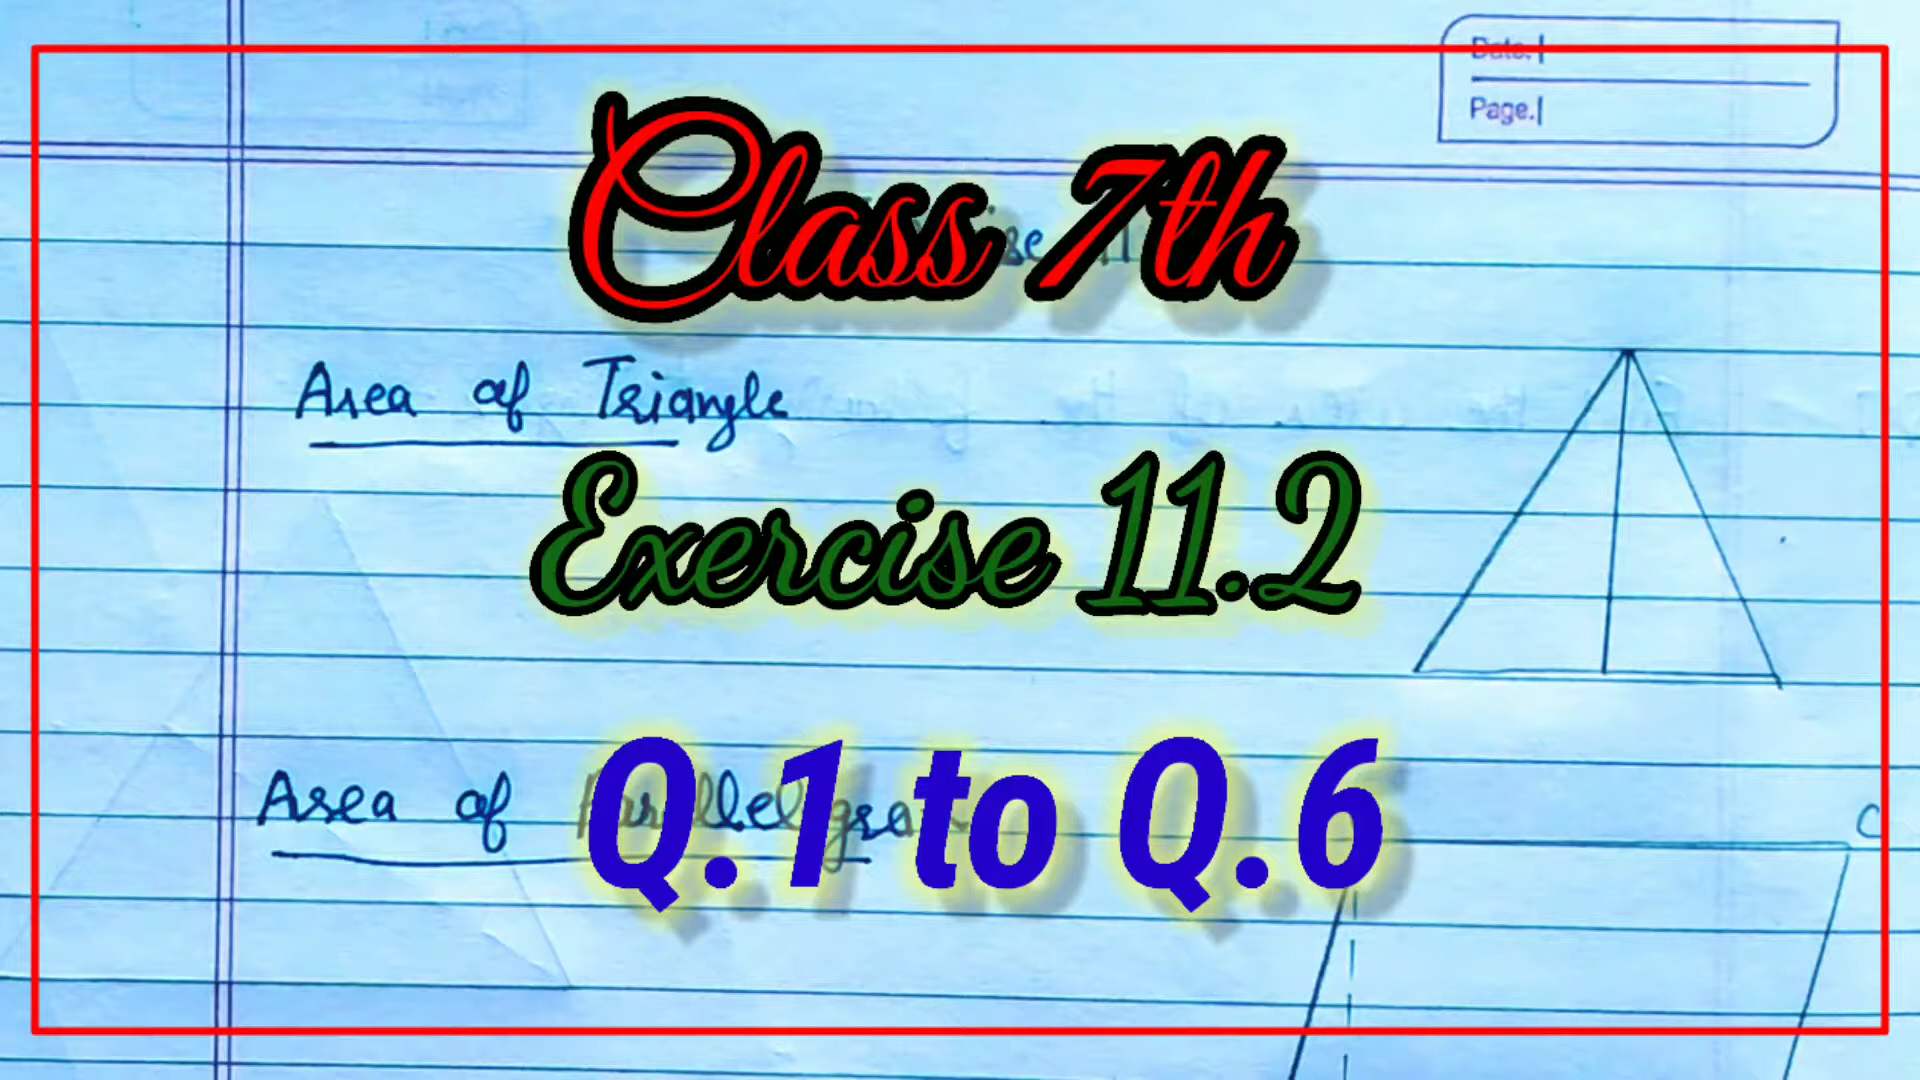 Date.
Page.
Class 7th
Area of Triangle
Exercise 11.2
Q.1 to Q.6
Area of
C